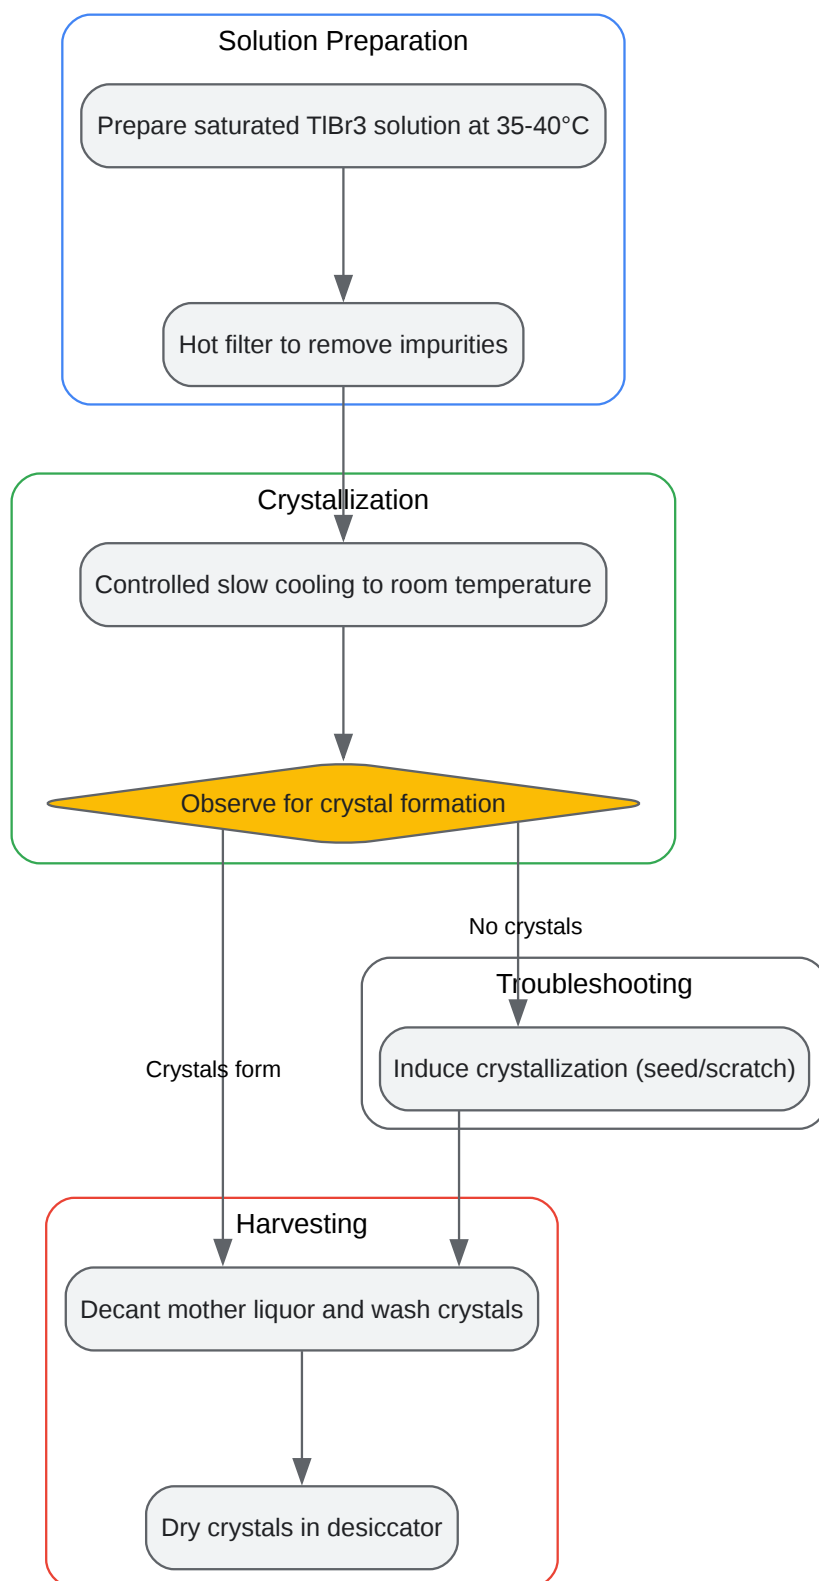 Solution Preparation
Prepare saturated TlBr3 solution at 35-40°C
Hot filter to remove impurities
Crystallization
Controlled slow cooling to room temperature
Observe for crystal formation
No crystals
Troubleshooting
Induce crystallization (seed/scratch)
Crystals form
Harvesting
Decant mother liquor and wash crystals
Dry crystals in desiccator